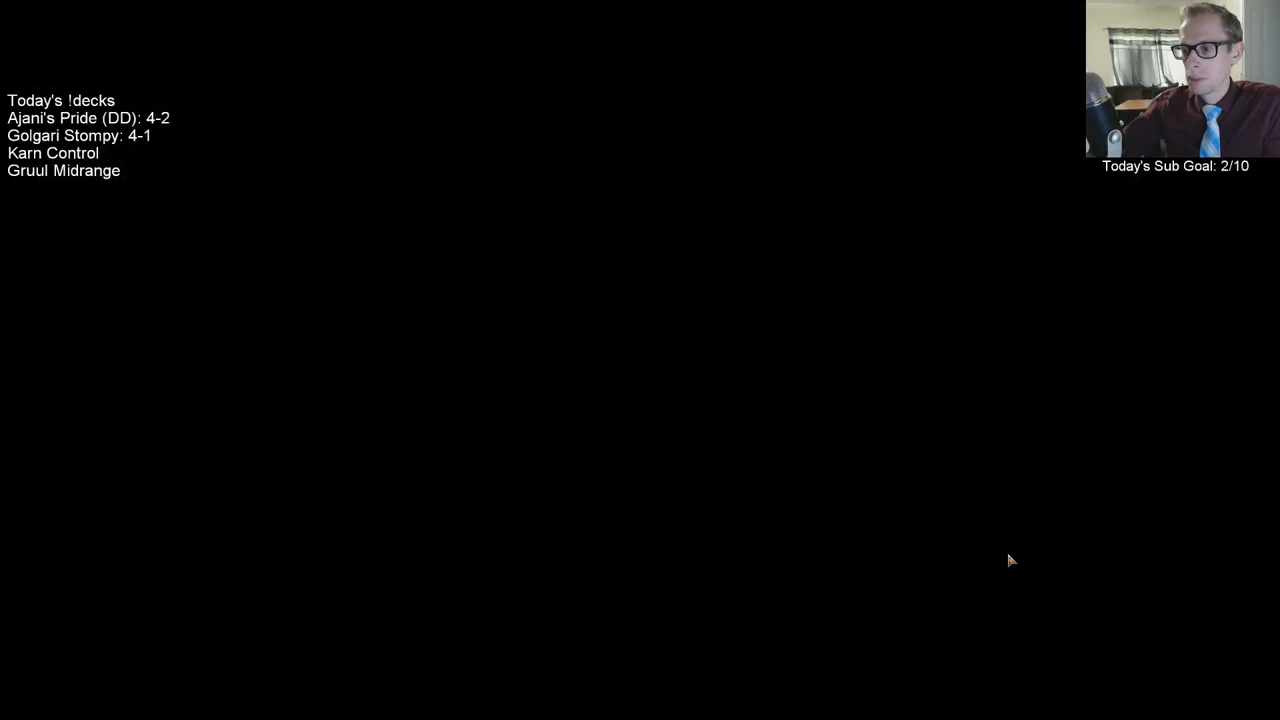 Today's !decks
Ajani's Pride (DD): 4-2
Golgari Stompy: 4-1
Karn Control
Gruul Midrange
Today's Sub Goal: 2/10